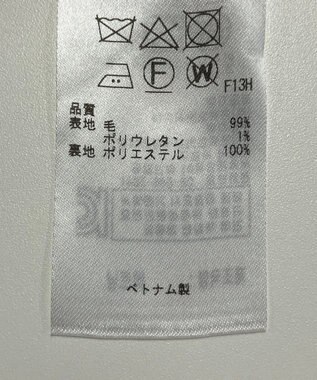 F W F13H
品質
表地 毛 99%
ポリウレタン 1%
裏地 ポリエステル 100%
ベトナム製